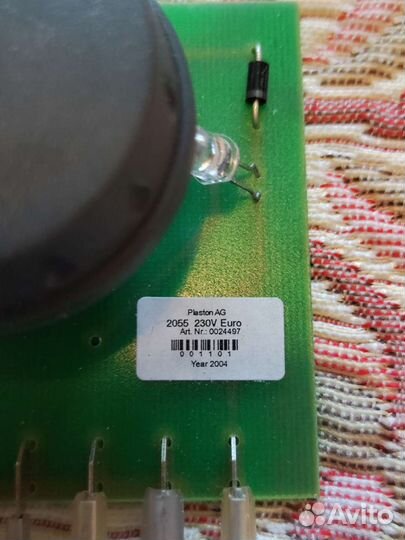 Plaston AG
2055 230V Euro
Art. Nr.: 0024497
001101
Year 2004
Avito